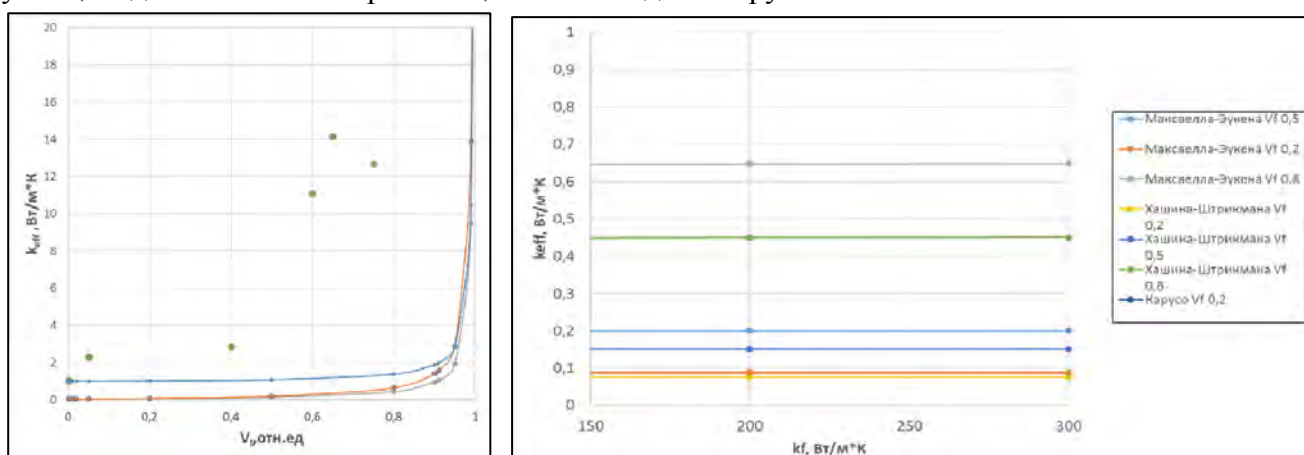 20
18
16
14
12
10
8
6
4
2
0
keff, Вт/м*К
0 0,2 0,4 0,6 0,8 1
Vf,отн.ед
1
0,9
0,8
0,7
0,6
0,5
0,4
0,3
0,2
0,1
0
keff, Вт/м*К
150 200 250 300
kf, Вт/м*К
Максвелла-Эукена Vf 0,5
Максвелла-Эукена Vf 0,2
Максвелла-Эукена Vf 0,8
Хашина-Штрикмана Vf
0,2
Хашина-Штрикмана Vf
0,5
Хашина-Штрикмана Vf
0,8
Карусо Vf 0,2